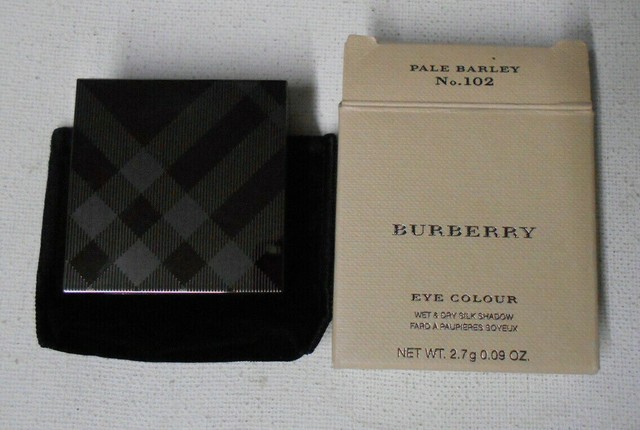 PALE BARLEY
No.102
BURBERRY
EYE COLOUR
WET & DRY SILK SHADOW
FARD À PAUPIÈRES SOYEUX
NET WT. 2.7g 0.09 OZ.